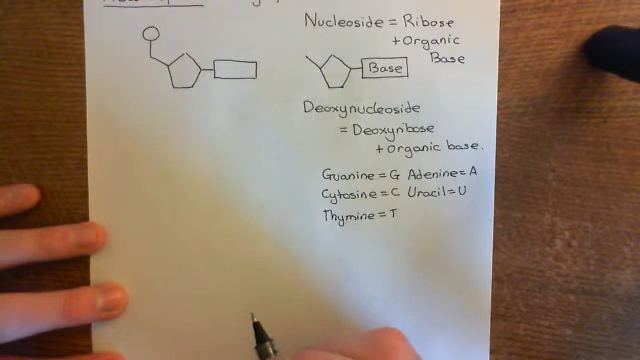 Nucleoside = Ribose
+ Organic
Base
Base
Deoxynucleoside
= Deoxyribose
+ Organic base.
Guanine = G Adenine = A
Cytosine = C Uracil = U
Thymine = T